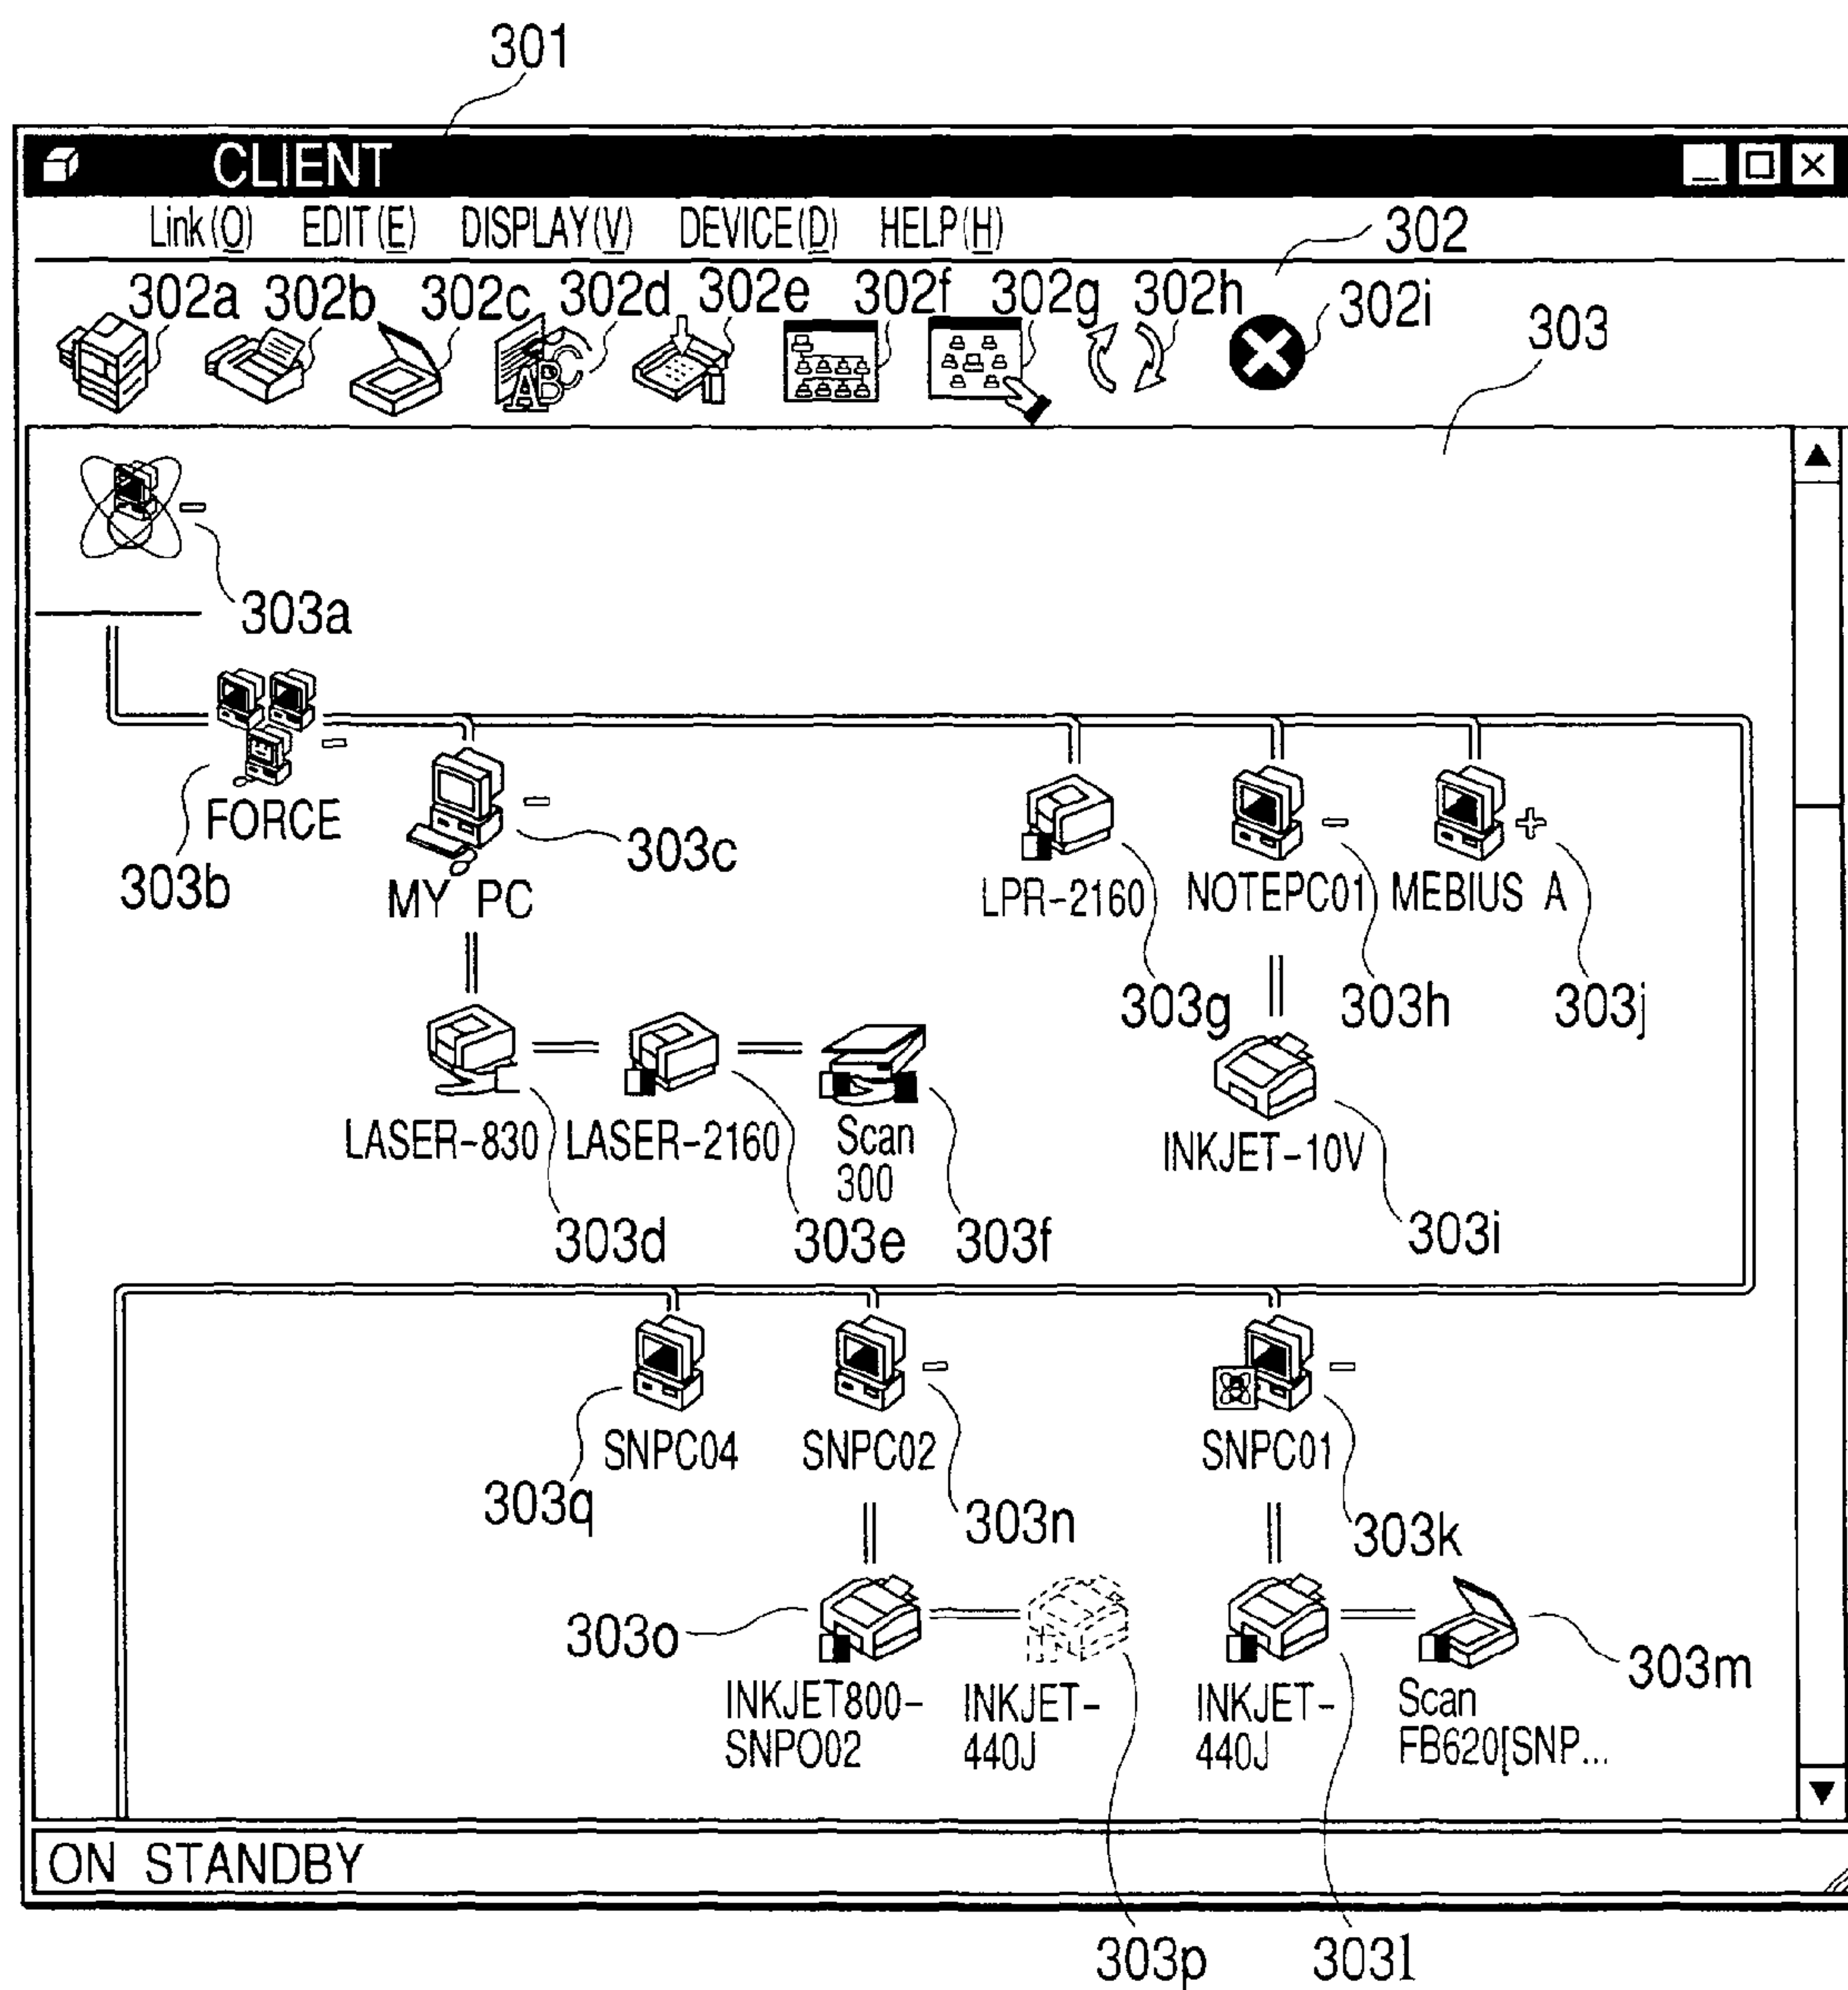 301
CLIENT
Link(O) EDIT(E) DISPLAY(V) DEVICE(D) HELP(H)
302
302a 302b 302c 302d 302e 302f 302g 302h 302i
303
ABC
303a
FORCE
303b
303c
MY PC
LPR-2160 NOTEPC01 MEBIUS A
303g 303h 303j
LASER-830 LASER-2160 Scan
300
INKJET-10V
303d 303e 303f 303i
SNPC04 SNPC02 SNPC01
303q 303n 303k
303o 303m
INKJET800- INKJET- INKJET- Scan
SNPO02 440J 440J FB620[SNP...
ON STANDBY
303p 303l